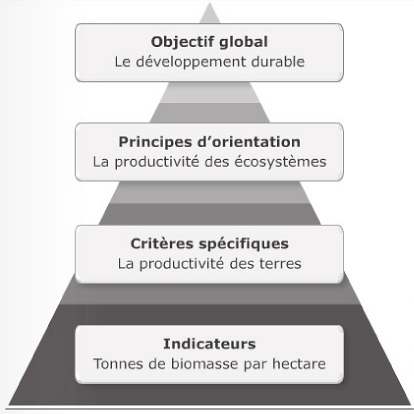 Objectif global
Le développement durable
Principes d’orientation
La productivité des écosystèmes
Critères spécifiques
La productivité des terres
Indicateurs
Tonnes de biomasse par hectare